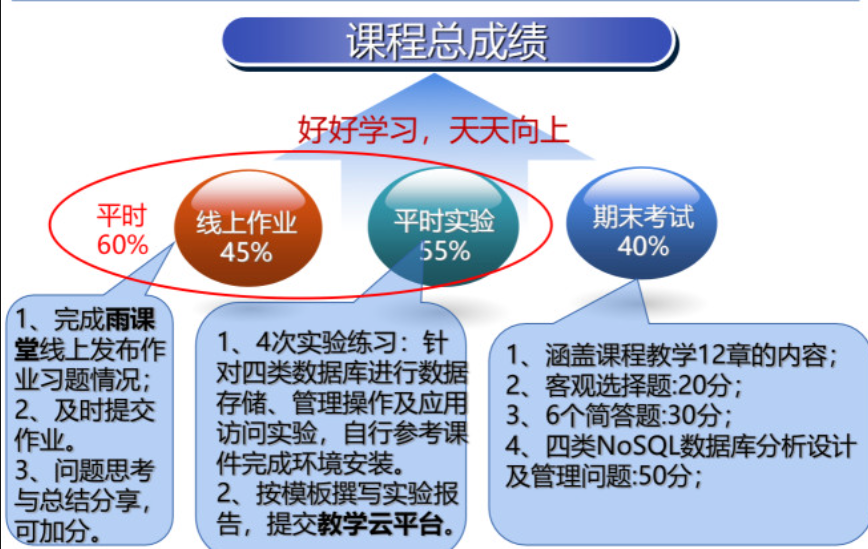 课程总成绩
好好学习，天天向上
平时
60%
线上作业
45%
平时实验
55%
期末考试
40%
1、完成雨课
堂线上发布作
业习题情况；
2、及时提交
作业。
3、问题思考
与总结分享，
可加分。
1、4次实验练习：针
对四类数据库进行数据
存储、管理操作及应用
访问实验，自行参考课
件完成环境安装。
2、按模板撰写实验报
告，提交教学云平台。
1、涵盖课程教学12章的内容；
2、客观选择题:20分；
3、6个简答题:30分；
4、四类NoSQL数据库分析设计
及管理问题:50分；